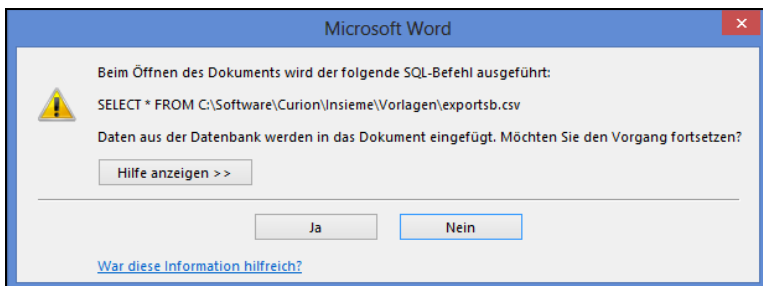 Microsoft Word
Beim Öffnen des Dokuments wird der folgende SQL-Befehl ausgeführt:
SELECT * FROM C:\Software\Curion\Insieme\Vorlagen\exportsb.csv
Daten aus der Datenbank werden in das Dokument eingefügt. Möchten Sie den Vorgang fortsetzen?
Hilfe anzeigen >>
Ja Nein
War diese Information hilfreich?